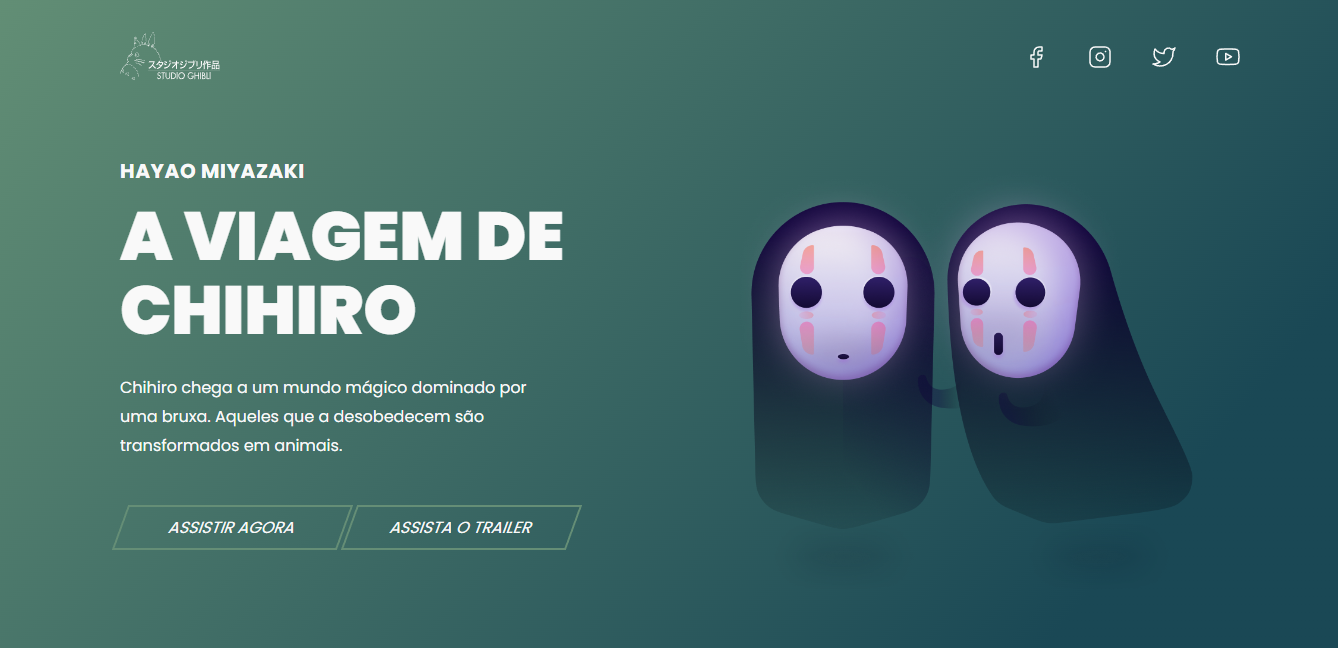 スタジオジブリ作品
STUDIO GHIBLI
HAYAO MIYAZAKI
A VIAGEM DE
CHIHIRO
Chihiro chega a um mundo mágico dominado por
uma bruxa. Aqueles que a desobedecem são
transformados em animais.
ASSISTIR AGORA
ASSISTA O TRAILER